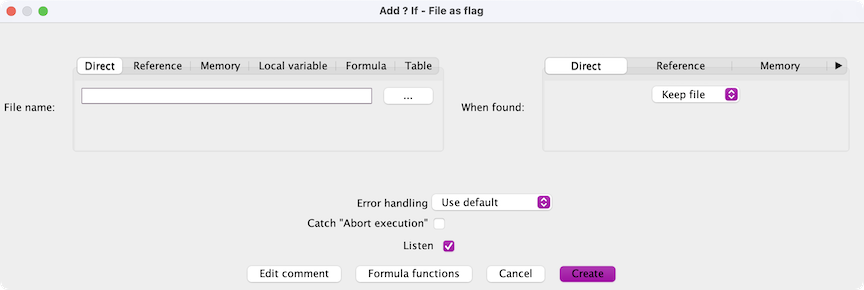 Add ? If - File as flag
Direct Reference Memory Local variable Formula Table
Direct Reference Memory
File name:
...
When found:
Keep file
Error handling Use default
Catch "Abort execution"
Listen
Edit comment Formula functions Cancel Create